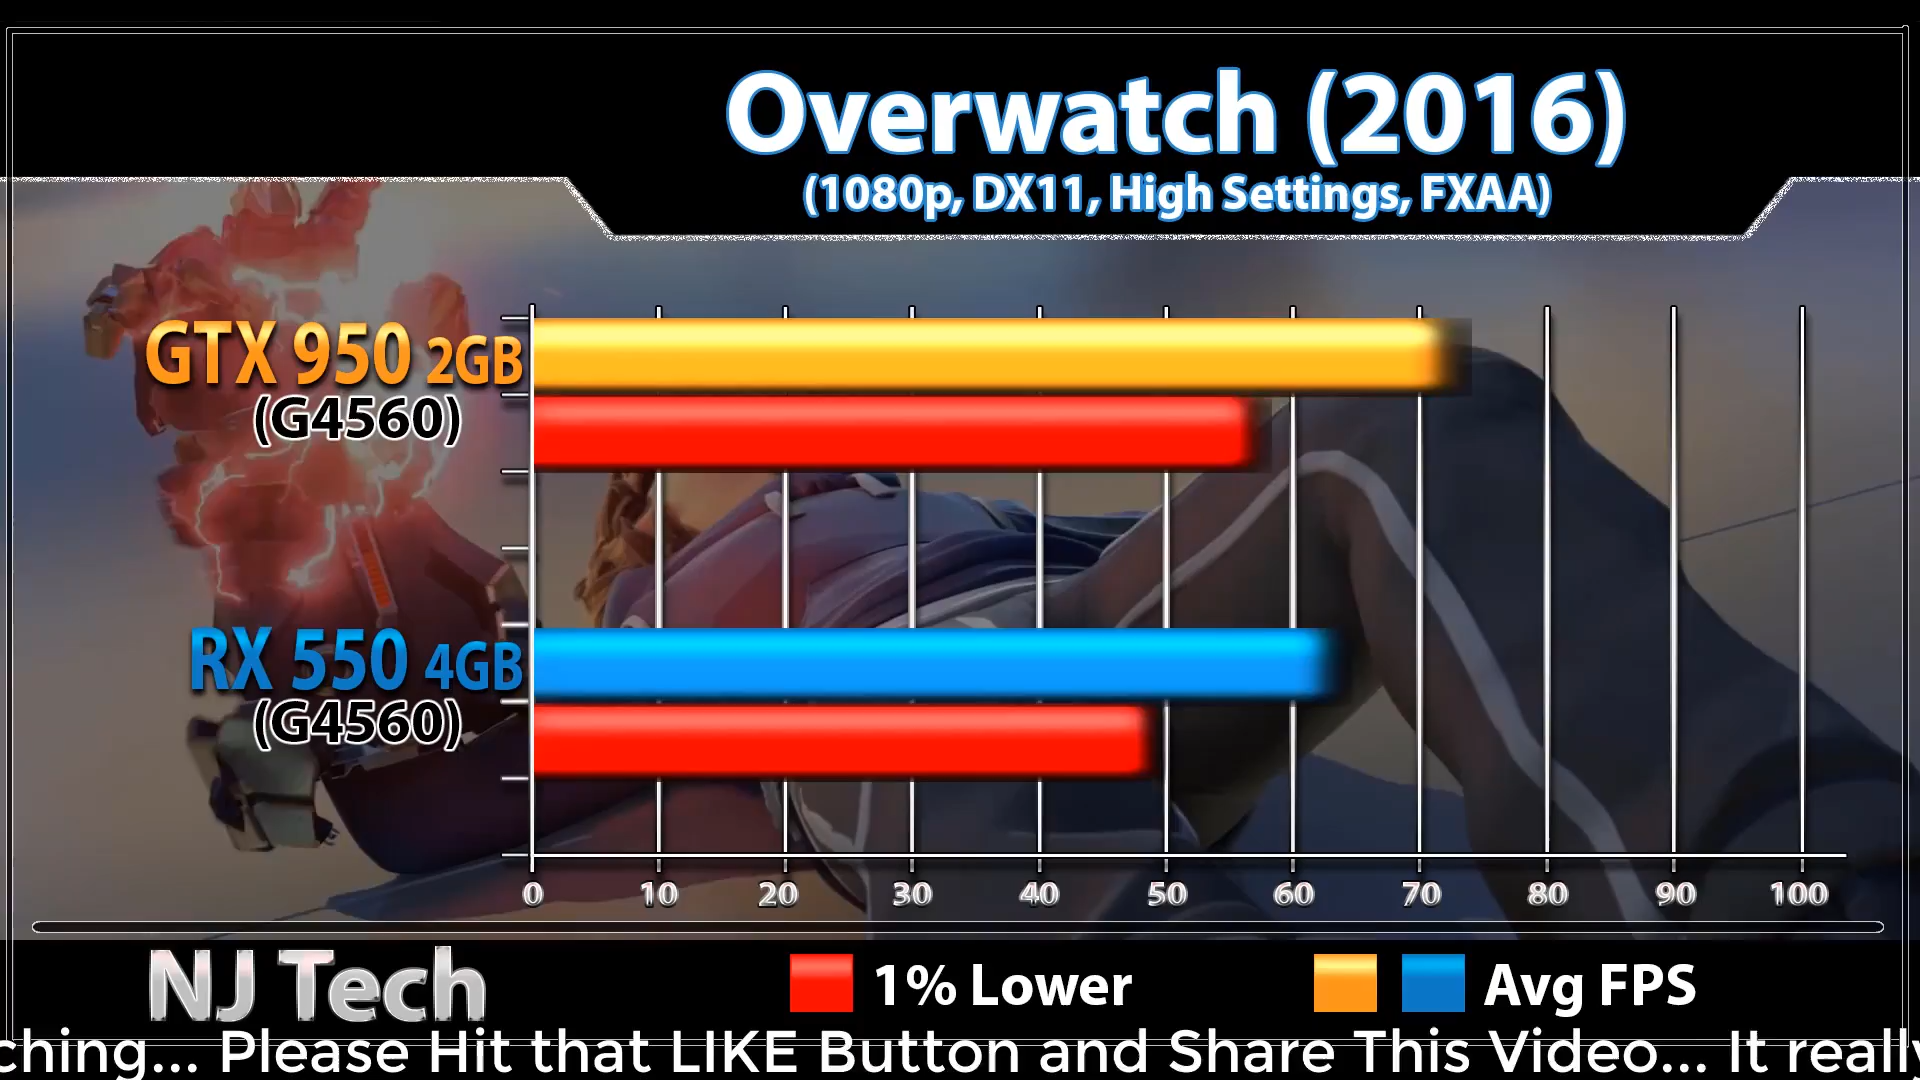 Overwatch (2016)
(1080p, DX11, High Settings, FXAA)
GTX 950 2GB
(G4560)
RX 550 4GB
(G4560)
0 10 20 30 40 50 60 70 80 90 100
NJ Tech
1% Lower
Avg FPS
ching... Please Hit that LIKE Button and Share This Video... It really